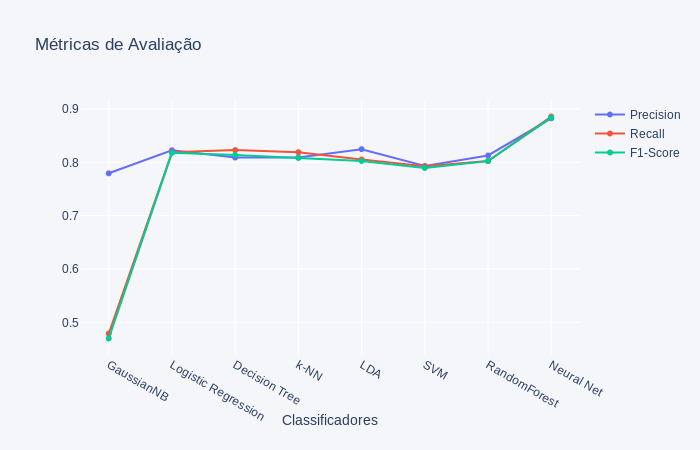 Métricas de Avaliação
0.9
0.8
0.7
0.6
0.5
GaussianNB
Logistic Regression
Decision Tree
k-NN
LDA
SVM
RandomForest
Neural Net
Classificadores
Precision
Recall
F1-Score